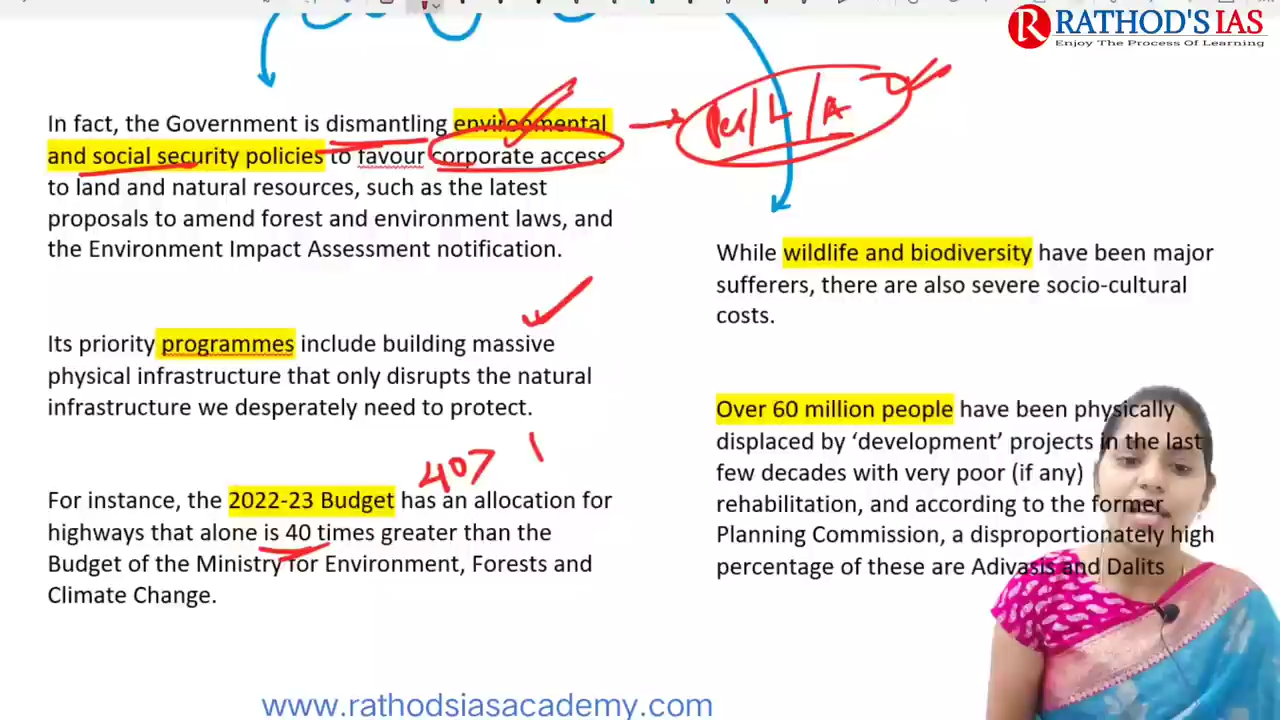 RATHOD'S IAS
Enjoy The Process Of Learning
Per/L/A
In fact, the Government is dismantling environmental
and social security policies to favour corporate access
to land and natural resources, such as the latest
proposals to amend forest and environment laws, and
the Environment Impact Assessment notification.
Its priority programmes include building massive
physical infrastructure that only disrupts the natural
infrastructure we desperately need to protect.
407
For instance, the 2022-23 Budget has an allocation for
highways that alone is 40 times greater than the
Budget of the Ministry for Environment, Forests and
Climate Change.
While wildlife and biodiversity have been major
sufferers, there are also severe socio-cultural
costs.
Over 60 million people have been physically
displaced by ‘development’ projects in the last
few decades with very poor (if any)
rehabilitation, and according to the former
Planning Commission, a disproportionately high
percentage of these are Adivasis and Dalits
www.rathodsiasacademy.com